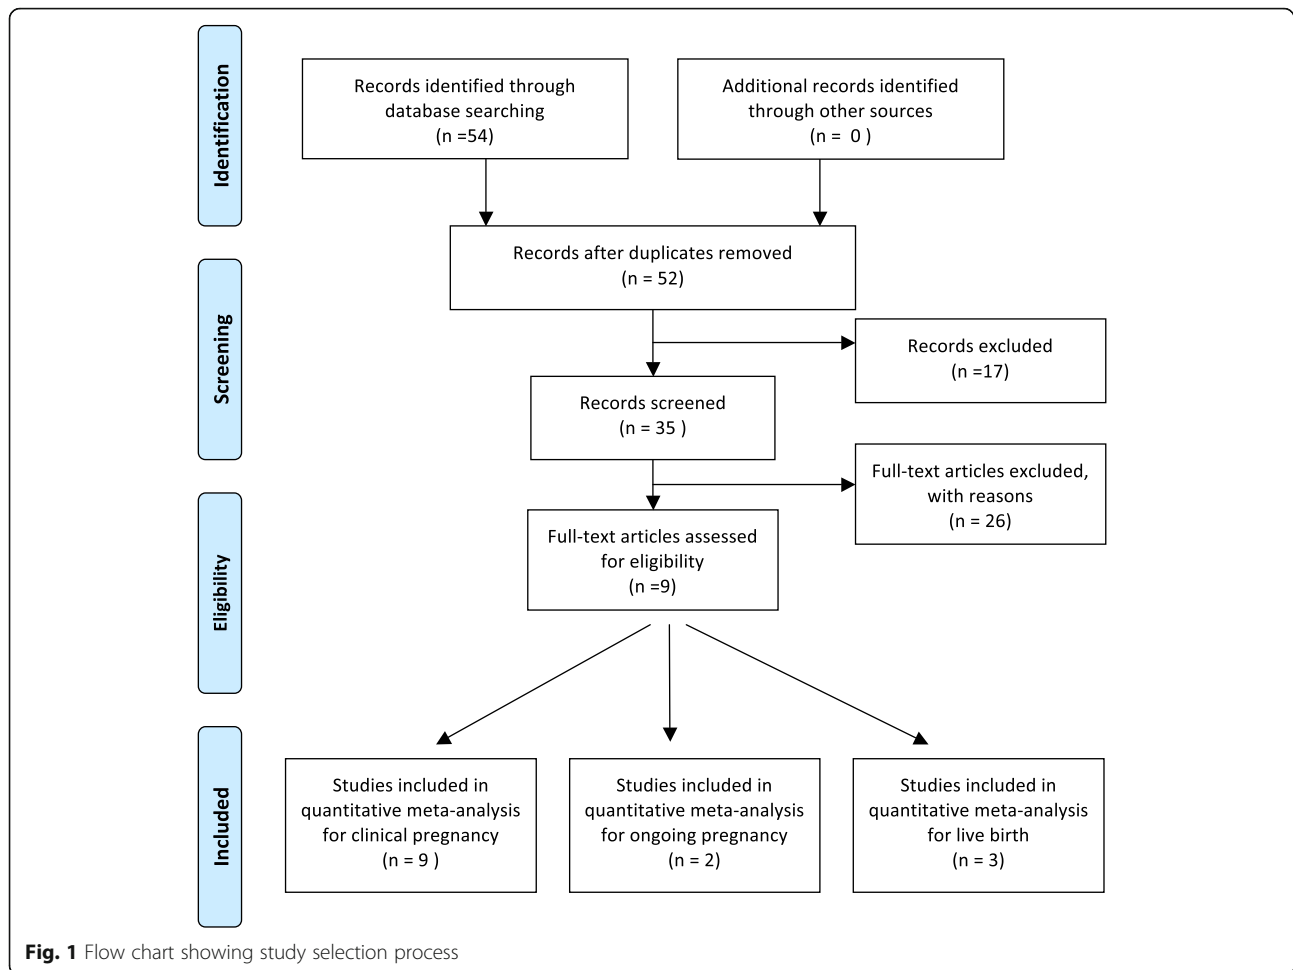 Identification
Records identified through
database searching
(n =54)
Additional records identified
through other sources
(n =  0 )
Records after duplicates removed
(n = 52)
Screening
Records excluded
(n =17)
Records screened
(n = 35 )
Full-text articles excluded,
with reasons
(n = 26)
Eligibility
Full-text articles assessed
for eligibility
(n =9)
Included
Studies included in
quantitative meta-analysis
for clinical pregnancy
(n = 9 )
Studies included in
quantitative meta-analysis
for ongoing pregnancy
(n = 2)
Studies included in
quantitative meta-analysis
for live birth
(n = 3)
Fig. 1 Flow chart showing study selection process